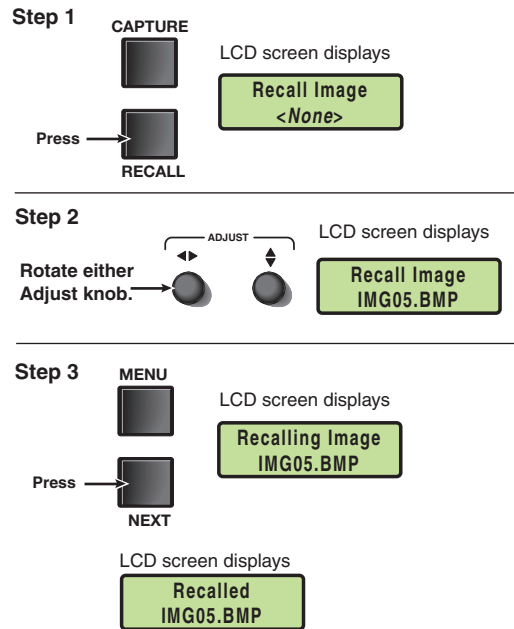 Step 1
CAPTURE
LCD screen displays
Recall Image
<None>
Press
RECALL
Step 2
ADJUST
LCD screen displays
Rotate either
Adjust knob.
Recall Image
IMG05.BMP
Step 3
MENU
LCD screen displays
Recalling Image
IMG05.BMP
Press
NEXT
LCD screen displays
Recalled
IMG05.BMP